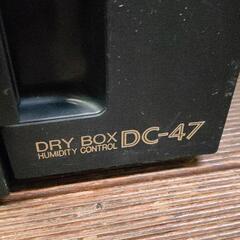 DRY BOX DC-47
HUMIDITY CONTROL